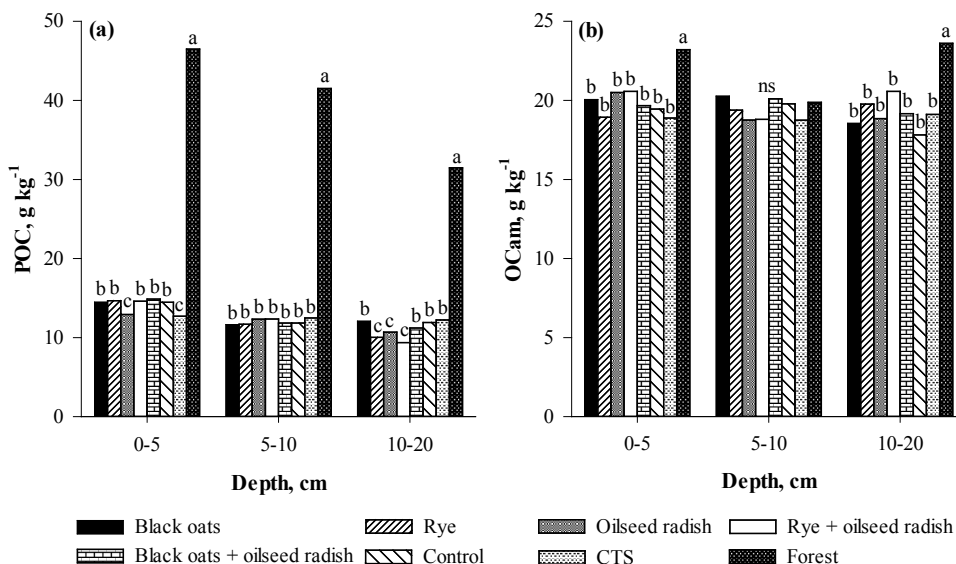 (a)
50
40
30
20
10
0
POC, g kg-1
b b c b b b c a
b b b b b b b a
b c c c b b b a
0-5 5-10 10-20
Depth, cm
(b)
25
20
15
10
5
0
OCam, g kg-1
b b b b b b b a
ns
b b b b b b b a
0-5 5-10 10-20
Depth, cm
Black oats Rye Oilseed radish Rye + oilseed radish
Black oats + oilseed radish Control CTS Forest